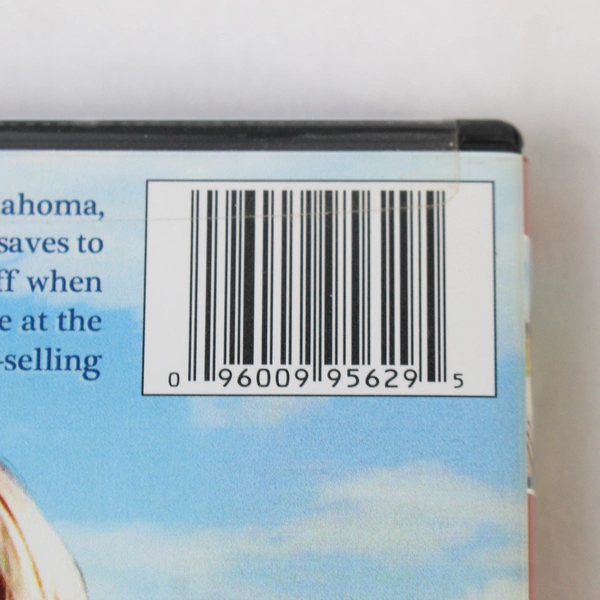 ahoma,
saves to
ff when
e at the
-selling
0 96009 95629 5